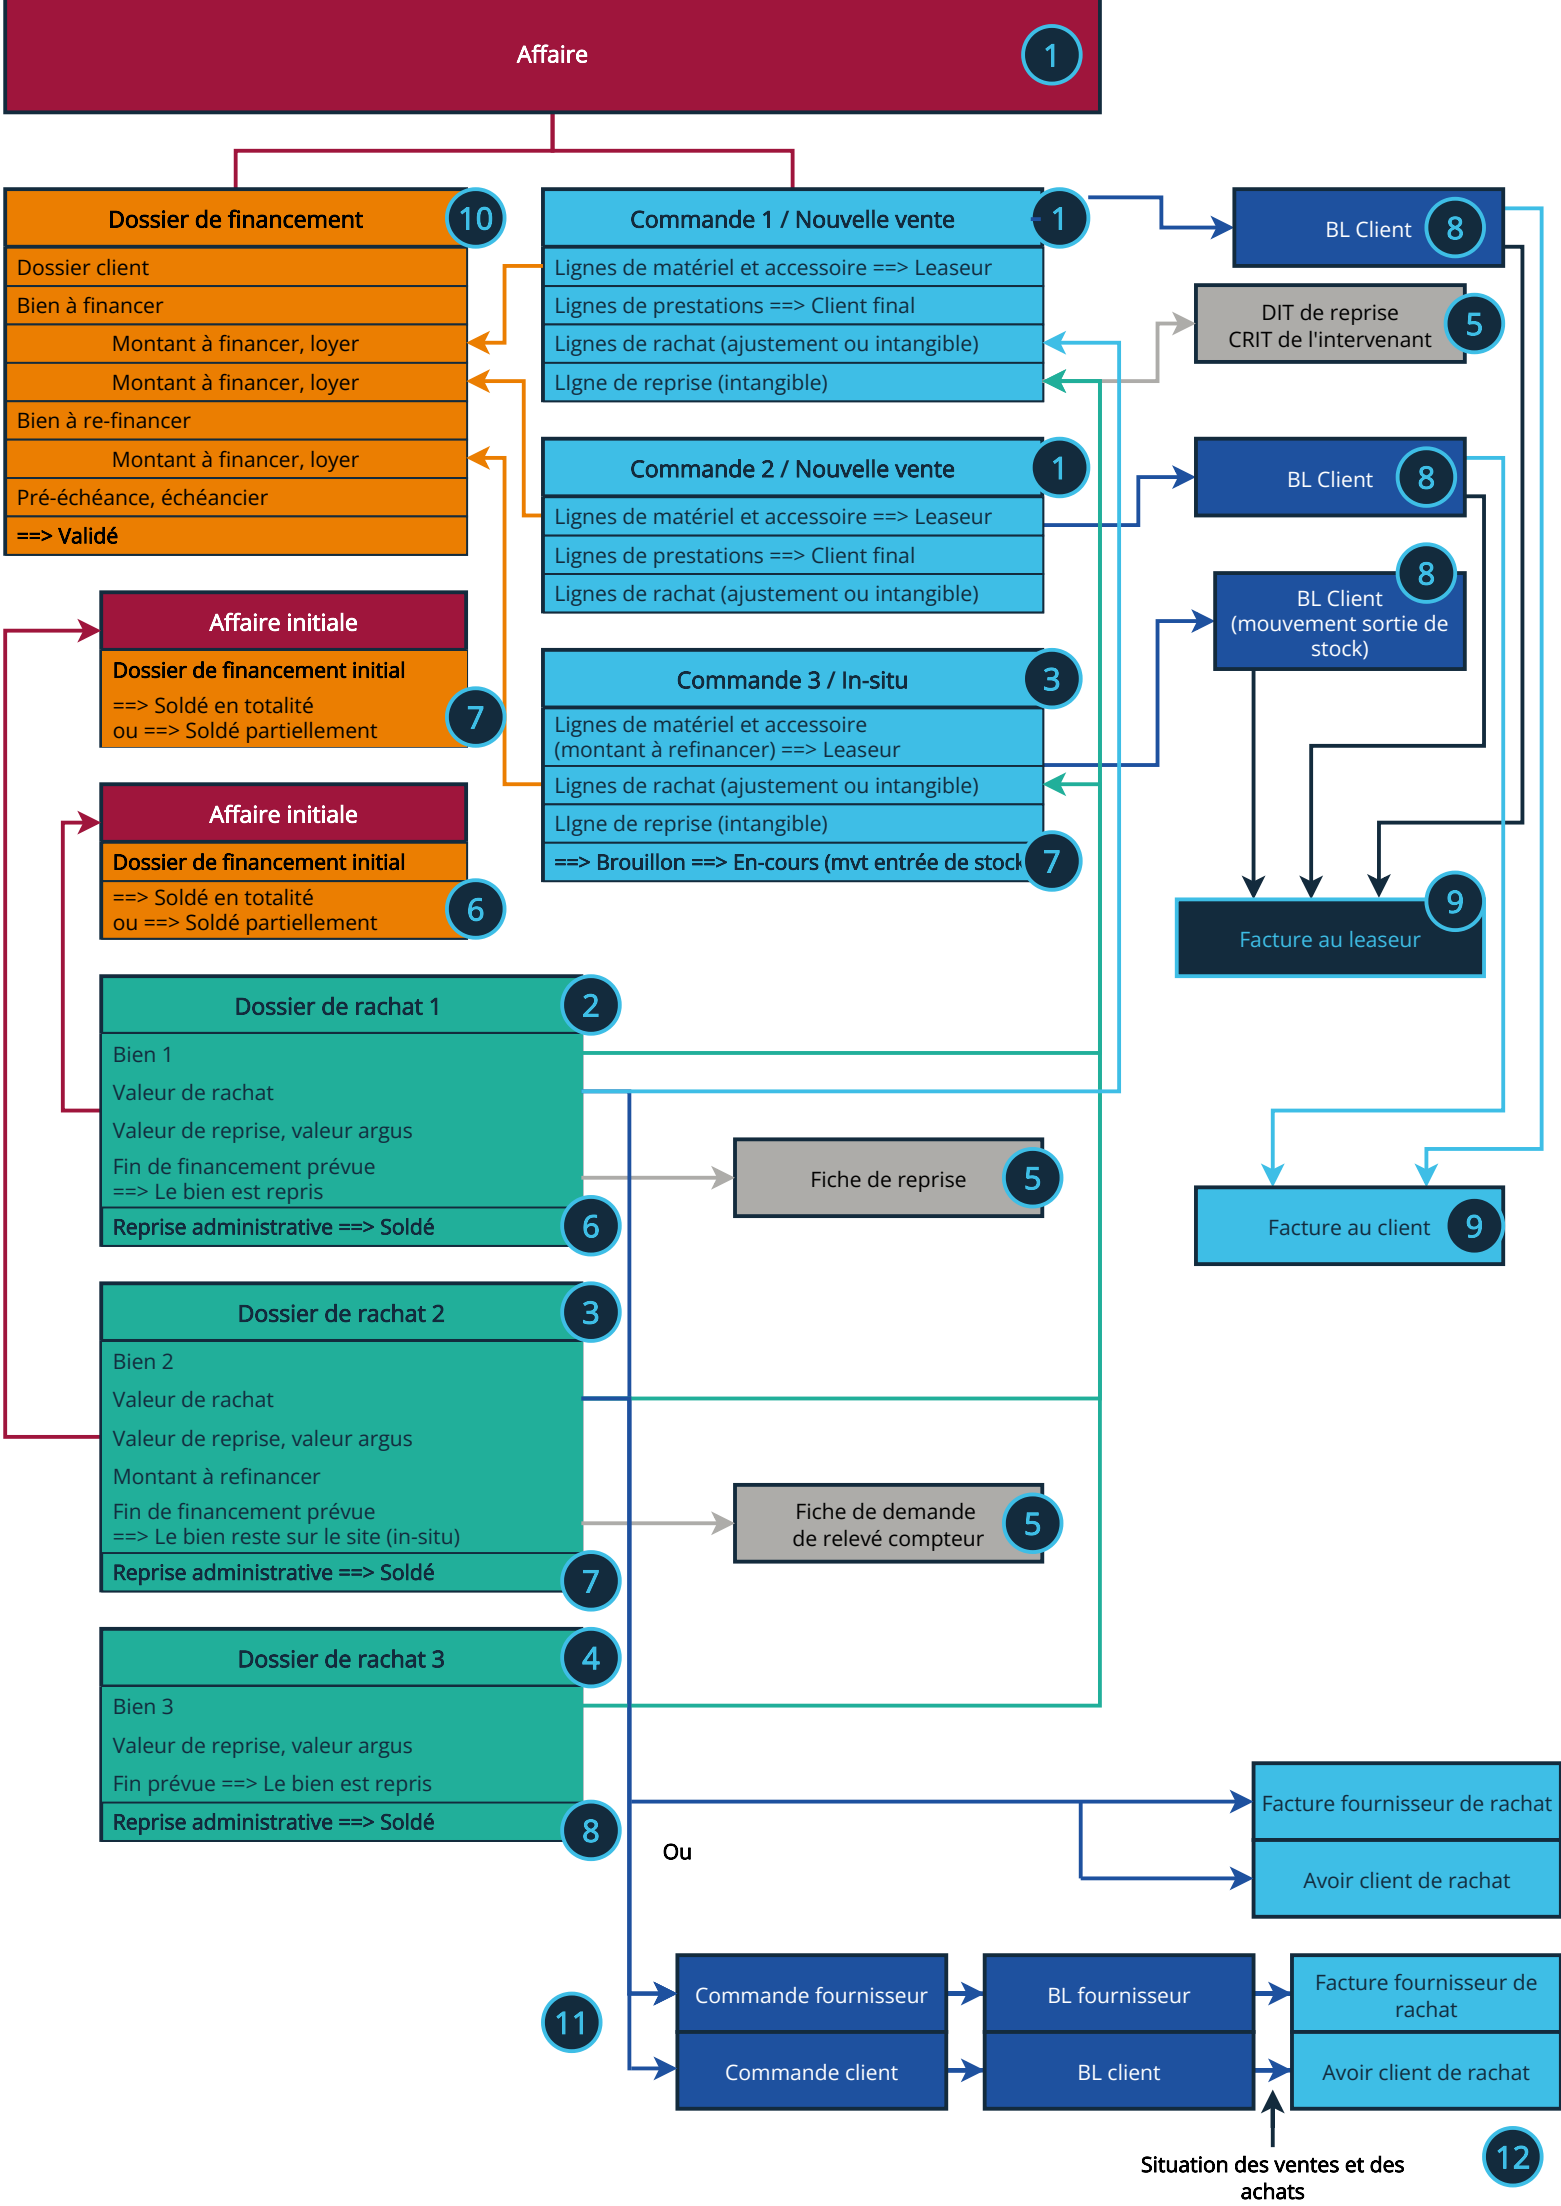 Affaire
1
Dossier de financement
10
Dossier client
Bien à financer
Montant à financer, loyer
Montant à financer, loyer
Bien à re-financer
Montant à financer, loyer
Pré-échéance, échéancier
==> Validé
Commande 1 / Nouvelle vente
1
Lignes de matériel et accessoire ==> Leaseur
Lignes de prestations ==> Client final
Lignes de rachat (ajustement ou intangible)
LIgne de reprise (intangible)
BL Client
8
DIT de reprise
CRIT de l'intervenant
5
Commande 2 / Nouvelle vente
1
Lignes de matériel et accessoire ==> Leaseur
Lignes de prestations ==> Client final
Lignes de rachat (ajustement ou intangible)
BL Client
8
BL Client
(mouvement sortie de
stock)
8
Affaire initiale
Dossier de financement initial
==> Soldé en totalité
ou ==> Soldé partiellement
7
Commande 3 / In-situ
3
Lignes de matériel et accessoire
(montant à refinancer) ==> Leaseur
Lignes de rachat (ajustement ou intangible)
LIgne de reprise (intangible)
==> Brouillon ==> En-cours (mvt entrée de stock
7
Affaire initiale
Dossier de financement initial
==> Soldé en totalité
ou ==> Soldé partiellement
6
Facture au leaseur
9
Dossier de rachat 1
2
Bien 1
Valeur de rachat
Valeur de reprise, valeur argus
Fin de financement prévue
==> Le bien est repris
Reprise administrative ==> Soldé
6
Fiche de reprise
5
Facture au client
9
Dossier de rachat 2
3
Bien 2
Valeur de rachat
Valeur de reprise, valeur argus
Montant à refinancer
Fin de financement prévue
==> Le bien reste sur le site (in-situ)
Reprise administrative ==> Soldé
7
Fiche de demande
de relevé compteur
5
Dossier de rachat 3
4
Bien 3
Valeur de reprise, valeur argus
Fin prévue ==> Le bien est repris
Reprise administrative ==> Soldé
8
Facture fournisseur de rachat
Ou
Avoir client de rachat
11
Commande fournisseur
BL fournisseur
Facture fournisseur de
rachat
Commande client
BL client
Avoir client de rachat
Situation des ventes et des
achats
12